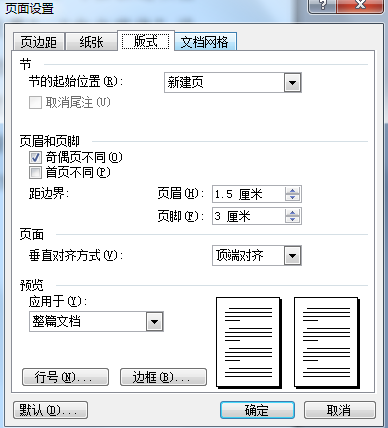 页面设置
页边距 纸张 版式 文档网格
节
节的起始位置(R): 新建页
取消尾注(U)
页眉和页脚
奇偶页不同(O)
首页不同(P)
距边界: 页眉(H): 1.5 厘米
页脚(F): 3 厘米
页面
垂直对齐方式(V): 顶端对齐
预览
应用于(Y):
整篇文档
行号(N)... 边框(B)...
默认(D)... 确定 取消